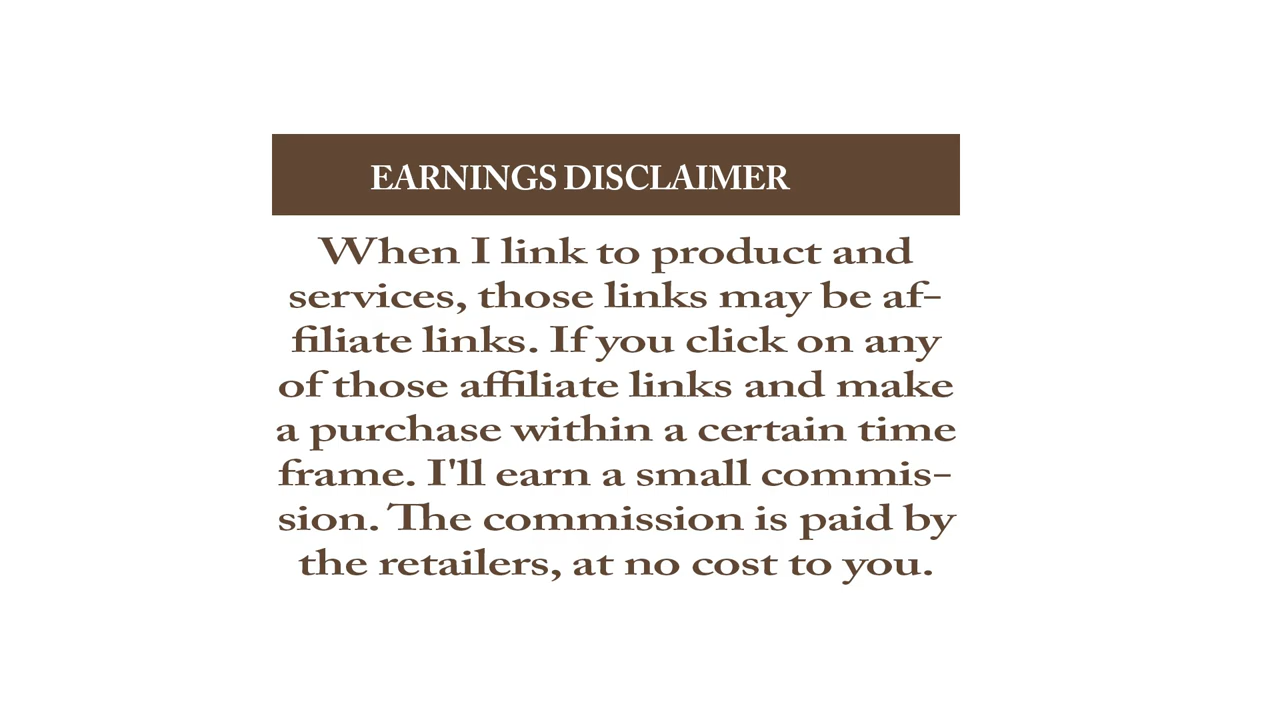 EARNINGS DISCLAIMER
When I link to product and
services, those links may be af-
filiate links. If you click on any
of those affiliate links and make
a purchase within a certain time
frame. I'll earn a small commis-
sion. The commission is paid by
the retailers, at no cost to you.